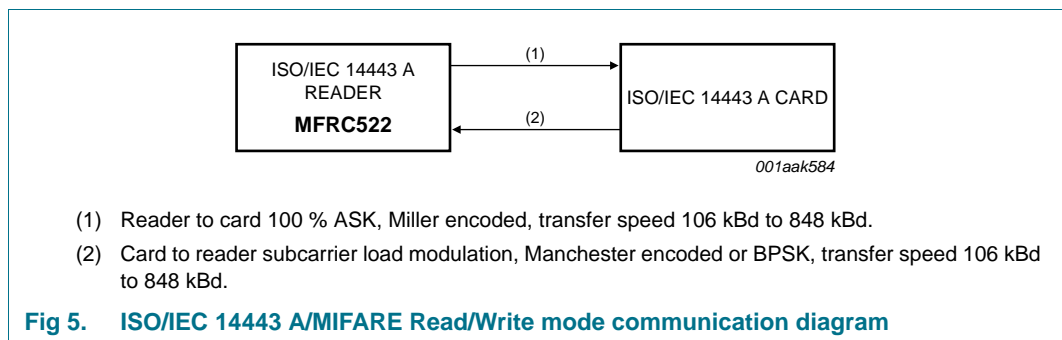 (1)
ISO/IEC 14443 A
READER
MFRC522
ISO/IEC 14443 A CARD
(2)
001aak584
(1) Reader to card 100 % ASK, Miller encoded, transfer speed 106 kBd to 848 kBd.
(2) Card to reader subcarrier load modulation, Manchester encoded or BPSK, transfer speed 106 kBd
to 848 kBd.
Fig 5. ISO/IEC 14443 A/MIFARE Read/Write mode communication diagram